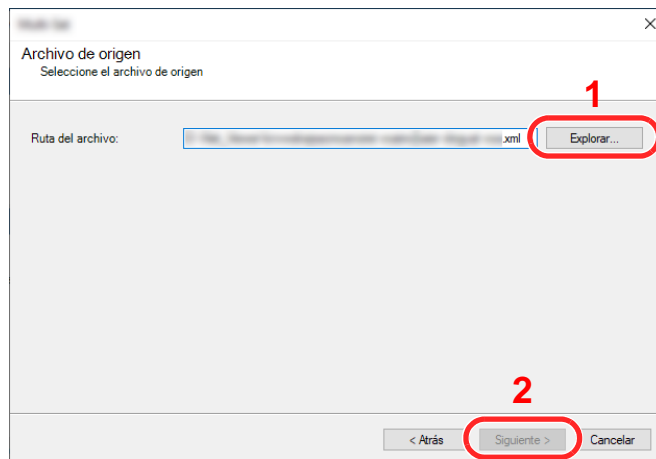 Archivo de origen
Seleccione el archivo de origen
1
Ruta del archivo: .xml Explorar...
2
< Atrás Siguiente > Cancelar